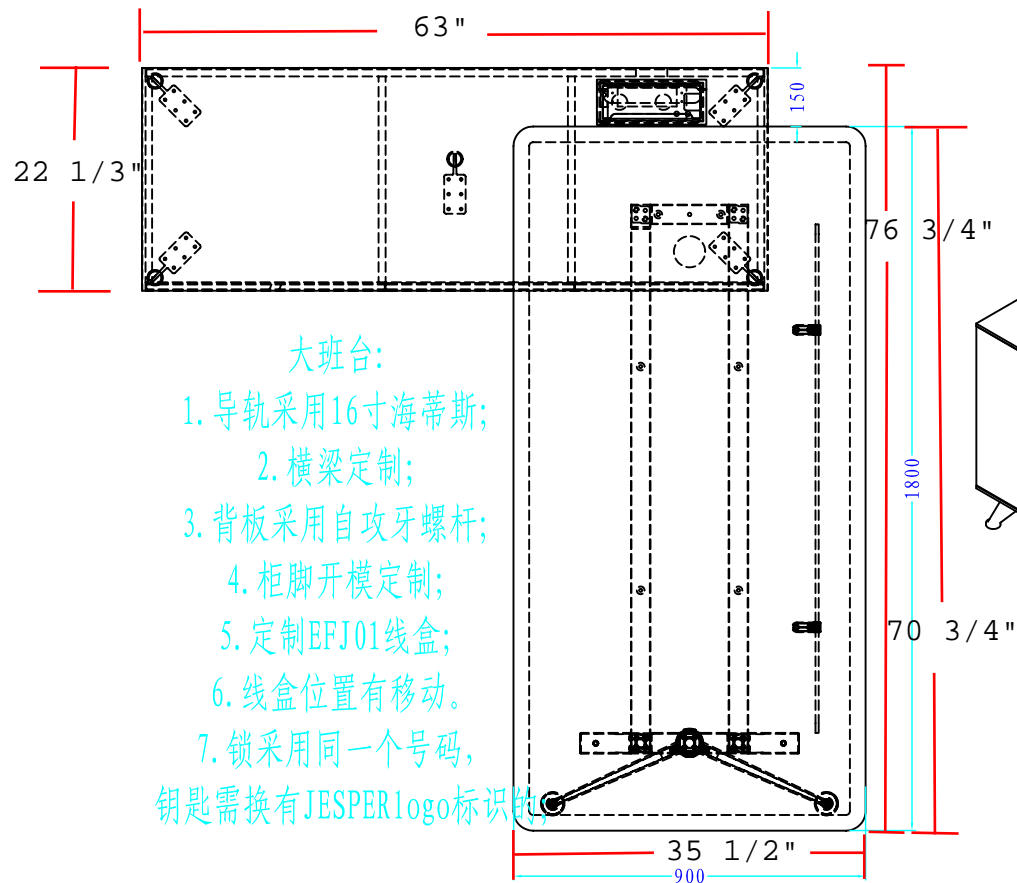 63"
150
22 1/3"
76 3/4"
大班台:
1.导轨采用16寸海蒂斯;
2.横梁定制;
3.背板采用自攻牙螺杆;
4.柜脚开模定制;
5.定制EFJ01线盒;
6.线盒位置有移动。
7.锁采用同一个号码,
钥匙需换有JESPERlogo标识的;
1800
70 3/4"
35 1/2"
900